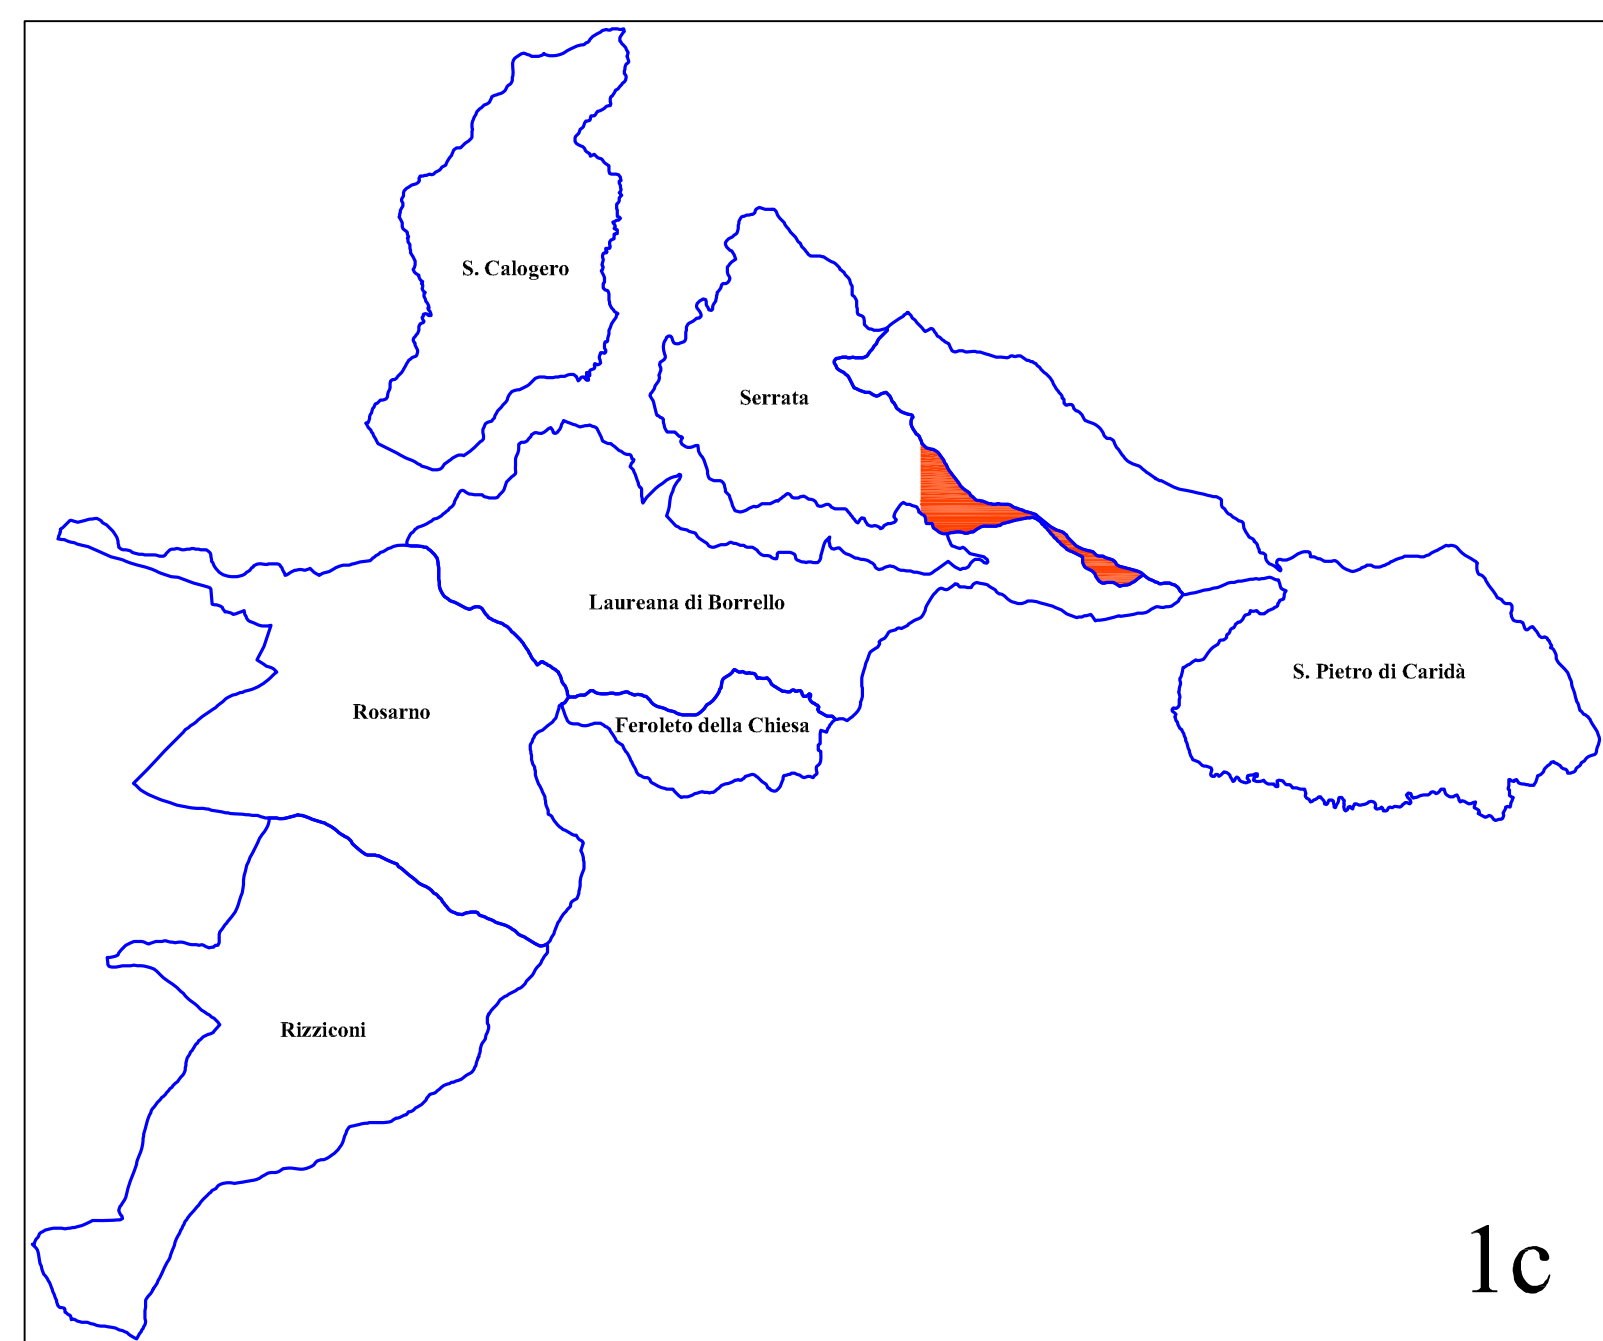 S. Calogero
Serrata
Laureana di Borrello
S. Pietro di Caridà
Rosarno
Feroleto della Chiesa
Rizziconi
1c